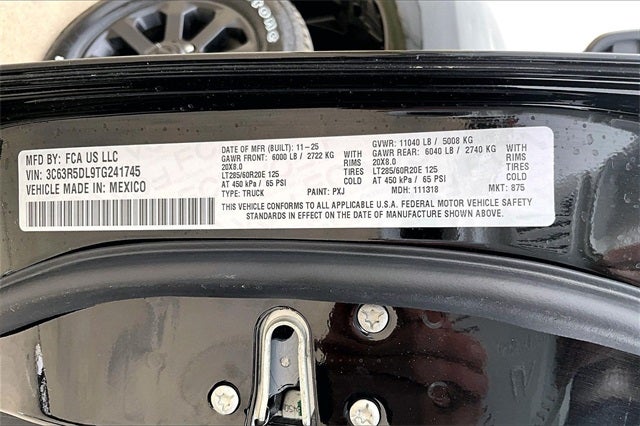 MFD BY: FCA US LLC
VIN: 3C63R5DL9TG241745
VEHICLE MADE IN: MEXICO
DATE OF MFR (BUILT): 11-25
GAWR FRONT: 6000 LB / 2722 KG WITH
20X8.0 RIMS
LT285/60R20E 125 TIRES
AT 450 kPa / 65 PSI COLD
TYPE: TRUCK PAINT: PXJ
GVWR: 11040 LB / 5008 KG
GAWR REAR: 6040 LB / 2740 KG WITH
20X8.0 RIMS
LT285/60R20E 125 TIRES
AT 450 kPa / 65 PSI COLD
MDH: 111318 MKT: 875
THIS VEHICLE CONFORMS TO ALL APPLICABLE U.S.A. FEDERAL MOTOR VEHICLE SAFETY
STANDARDS IN EFFECT ON THE DATE OF MANUFACTURE SHOWN ABOVE.